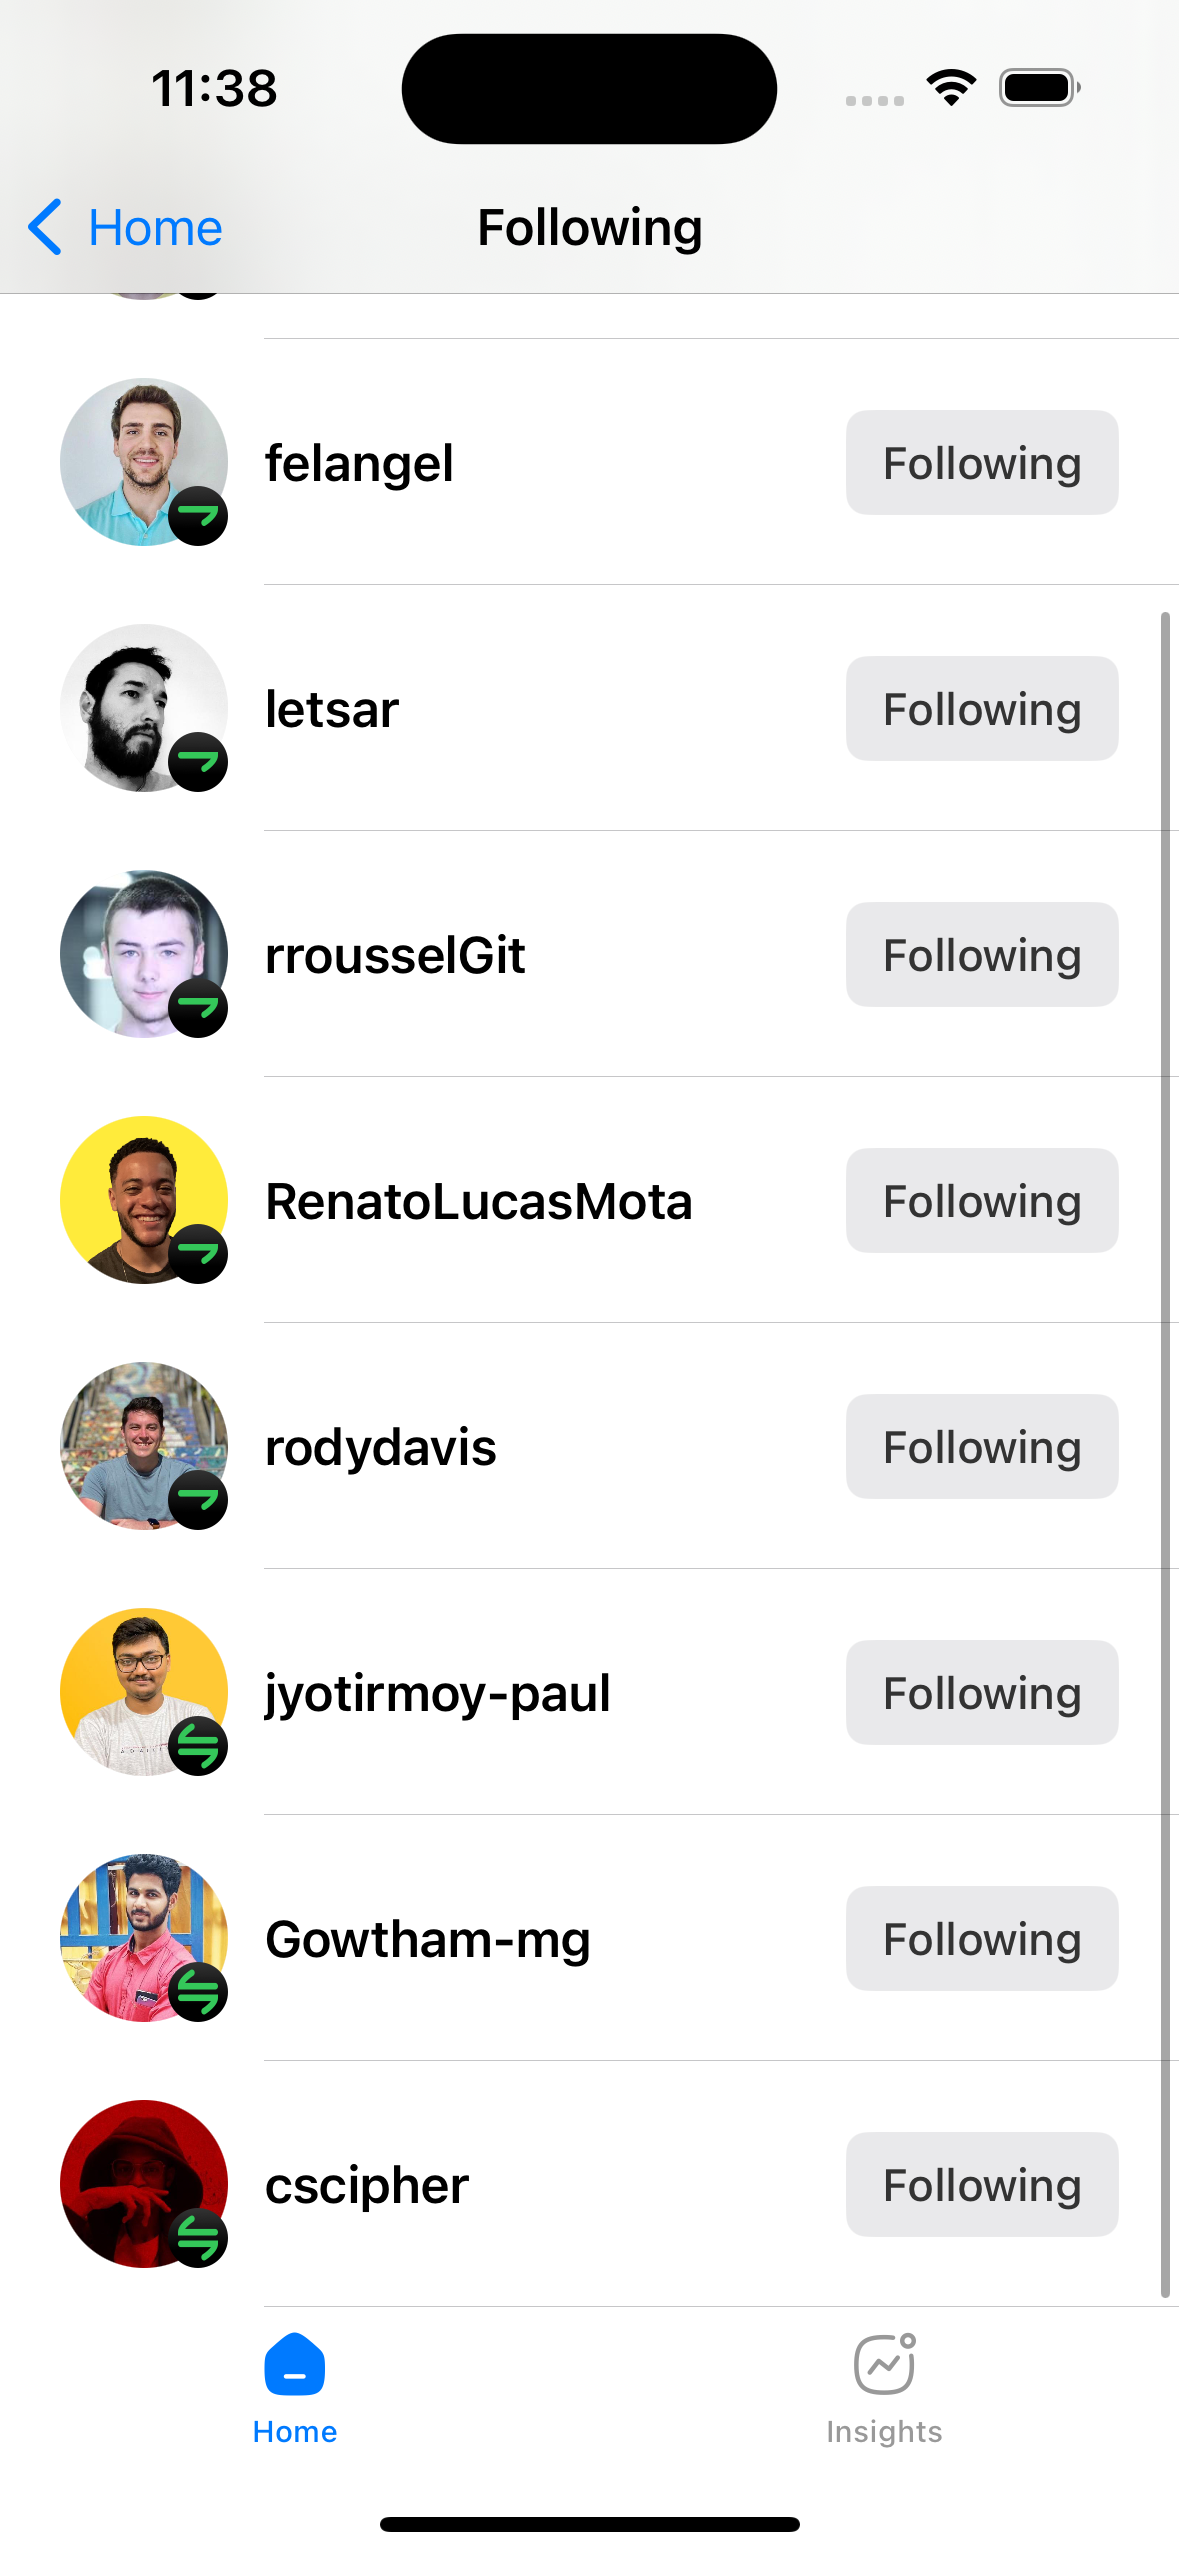 11:38
Home
Following
felangel
Following
letsar
Following
rrousselGit
Following
RenatoLucasMota
Following
rodydavis
Following
jyotirmoy-paul
Following
Gowtham-mg
Following
cscipher
Following
Home
Insights